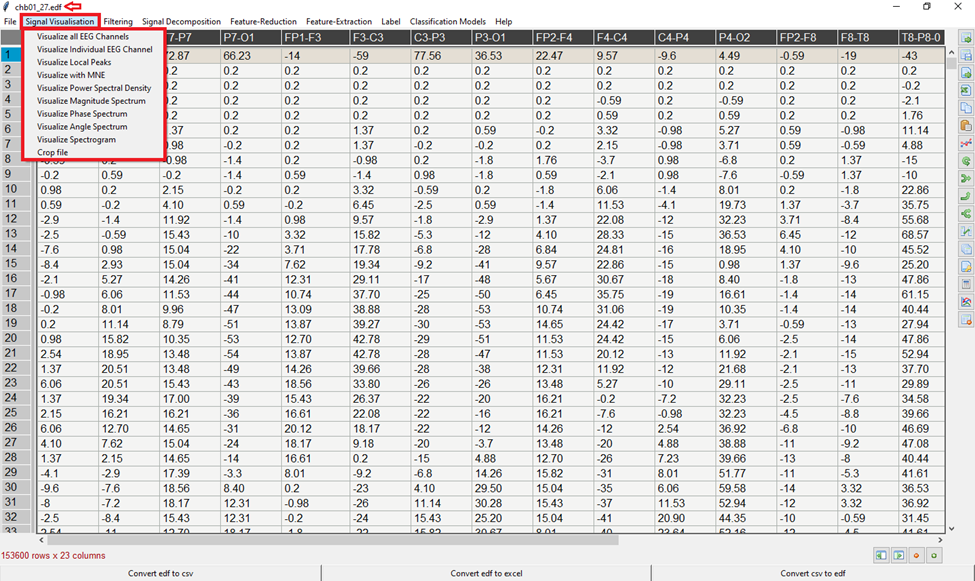 chb01_27.edf
File Signal Visualisation Filtering Signal Decomposition Feature-Reduction Feature-Extraction Label Classification Models Help
Visualize all EEG Channels
Visualize Individual EEG Channel
Visualize Local Peaks
Visualize with MNE
Visualize Power Spectral Density
Visualize Magnitude Spectrum
Visualize Phase Spectrum
Visualize Angle Spectrum
Visualize Spectrogram
Crop file
7-P7 P7-O1 FP1-F3 F3-C3 C3-P3 P3-O1 FP2-F4 F4-C4 C4-P4 P4-O2 FP2-F8 F8-T8 T8-P8-0
1 72.87 66.23 -14 -59 77.56 36.53 22.47 9.57 -9.6 4.49 -0.59 -19 -43
2 0.2 0.2 0.2 0.2 0.2 0.2 0.2 0.2 0.2 0.2 0.2 0.2 0.2
3 0.2 0.2 0.2 0.2 0.2 0.2 0.2 0.2 0.2 0.2 0.2 0.2 -0.2
4 0.2 0.2 0.2 0.2 0.2 0.2 0.2 -0.59 0.2 -0.59 0.2 0.2 -2.1
5 0.2 0.2 0.2 0.2 0.2 0.2 0.2 0.59 0.2 0.59 0.2 0.2 1.76
6 1.37 0.2 0.2 1.37 0.2 0.59 -0.2 3.32 -0.98 5.27 0.59 -0.98 11.14
7 0.98 -0.2 0.2 1.37 -0.2 -0.2 0.2 2.15 -0.98 3.71 0.59 -0.59 4.88
8 -0.59 0.2 -0.98 -1.4 0.2 -0.98 0.2 -1.8 1.76 -3.7 0.98 -6.8 0.2 1.37 -15
9 -0.2 0.59 -0.2 -1.4 0.59 -1.4 0.98 -1.8 0.59 -2.1 0.98 -7.6 -0.59 1.37 -10
10 0.98 0.2 2.15 -0.2 0.2 3.32 -0.59 0.2 -1.8 6.06 -1.4 8.01 0.2 -1.8 22.86
11 0.59 -0.2 4.10 0.59 -0.2 6.45 -2.5 0.59 -1.4 11.53 -4.1 19.73 1.37 -3.7 35.75
12 -2.9 -1.4 11.92 -1.4 0.98 9.57 -1.8 -2.9 1.37 22.08 -12 32.23 3.71 -8.4 55.68
13 -2.5 -0.59 15.43 -10 3.32 15.82 -5.3 -12 4.10 28.33 -15 36.53 6.45 -12 68.57
14 -7.6 0.98 15.04 -22 3.71 17.78 -6.8 -28 6.84 24.81 -16 18.95 4.10 -10 45.52
15 -8.4 2.93 15.04 -34 7.62 19.34 -9.2 -41 9.57 22.86 -15 0.98 1.37 -9.6 25.20
16 -2.1 5.27 14.26 -41 12.31 29.11 -17 -48 5.67 30.67 -18 8.40 -1.8 -13 47.86
17 -0.98 6.06 11.53 -44 10.74 37.70 -25 -50 6.45 35.75 -19 16.61 -1.4 -14 61.15
18 -0.2 8.01 9.96 -47 13.09 38.88 -28 -53 10.74 31.06 -19 10.35 -1.4 -14 40.44
19 0.2 11.14 8.79 -51 13.87 39.27 -30 -53 14.65 24.42 -17 3.71 -0.59 -13 27.94
20 0.98 15.82 10.35 -53 12.70 42.78 -29 -51 11.53 24.42 -15 6.06 -2.5 -14 47.86
21 2.54 18.95 13.48 -54 13.87 42.78 -28 -47 11.53 20.12 -13 11.92 -2.1 -15 52.94
22 1.37 20.51 13.48 -49 14.26 39.66 -28 -38 12.31 11.92 -12 21.68 -2.1 -13 37.70
23 6.06 20.51 15.43 -43 18.56 33.80 -26 -26 13.48 5.27 -10 29.11 -2.5 -11 29.89
24 1.37 19.34 17.00 -39 15.43 26.37 -22 -20 16.21 -0.2 -7.2 32.23 -2.5 -7.6 34.58
25 2.15 16.21 16.21 -36 16.61 22.08 -22 -16 16.21 -7.6 -0.98 32.23 -4.5 -8.8 39.66
26 6.06 12.70 14.65 -31 20.12 18.17 -22 -12 14.26 -12 2.54 36.92 -6.8 -10 46.69
27 4.10 7.62 15.04 -24 18.17 9.18 -20 -3.7 13.48 -20 4.88 38.88 -11 -9.2 47.08
28 1.37 2.15 14.65 -14 16.61 0.2 -15 4.88 12.70 -26 7.23 39.66 -13 -8 40.44
29 -4.1 -2.9 17.39 -3.3 8.01 -9.2 -6.8 14.26 15.82 -31 8.01 51.77 -11 -5.3 41.61
30 -9.6 -7.6 18.56 8.40 0.2 -23 4.10 29.50 15.04 -35 6.06 59.58 -14 3.32 36.53
31 -8 -7.2 18.17 12.31 -0.98 -26 11.14 30.28 15.43 -37 11.53 52.94 -12 3.32 36.92
32 -2.5 -8.4 15.43 12.31 -0.2 -24 15.43 25.20 15.04 -41 20.90 44.35 -10 -0.59 31.45
153600 rows x 23 columns
Convert edf to csv Convert edf to excel Convert csv to edf